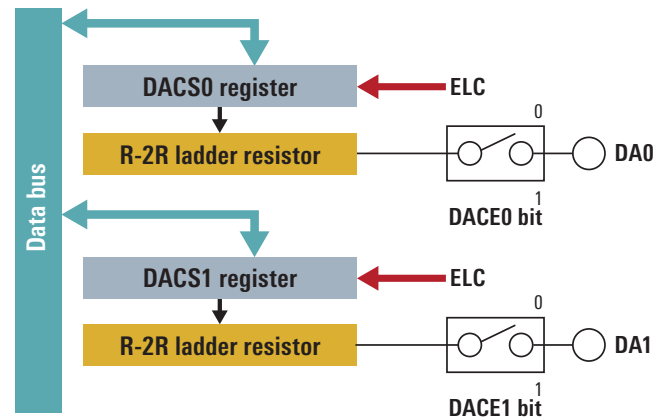 Data bus
DACS0 register
ELC
0
R-2R ladder resistor
DA0
1
DACE0 bit
DACS1 register
ELC
0
R-2R ladder resistor
DA1
1
DACE1 bit